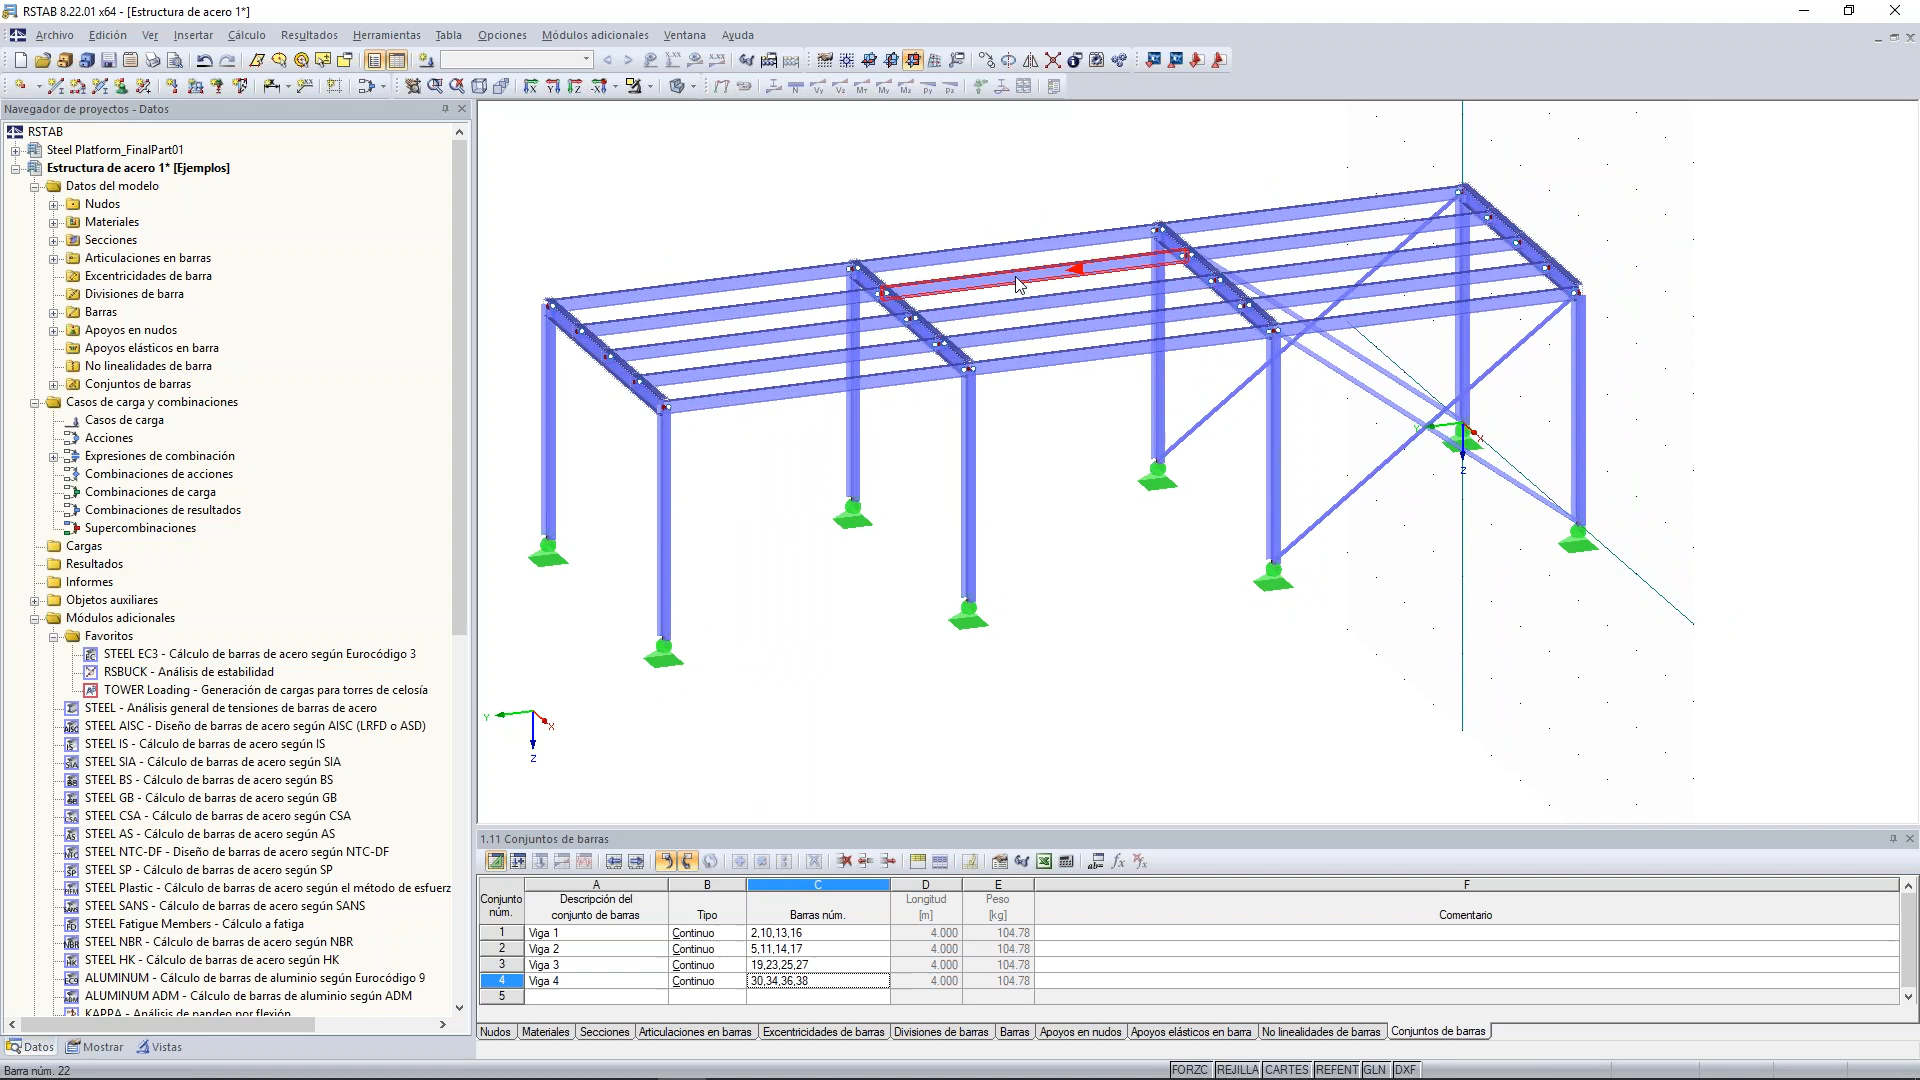 RSTAB 8.22.01 x64 - [Estructura de acero 1*]
Archivo Edición Ver Insertar Cálculo Resultados Herramientas Tabla Opciones Módulos adicionales Ventana Ayuda
Navegador de proyectos - Datos
RSTAB
Steel Platform_FinalPart01
Estructura de acero 1* [Ejemplos]
Datos del modelo
Nudos
Materiales
Secciones
Articulaciones en barras
Excentricidades de barra
Divisiones de barra
Barras
Apoyos en nudos
Apoyos elásticos en barra
No linealidades de barra
Conjuntos de barras
Casos de carga y combinaciones
Casos de carga
Acciones
Expresiones de combinación
Combinaciones de acciones
Combinaciones de carga
Combinaciones de resultados
Supercombinaciones
Cargas
Resultados
Informes
Objetos auxiliares
Módulos adicionales
Favoritos
STEEL EC3 - Cálculo de barras de acero según Eurocódigo 3
RSBUCK - Análisis de estabilidad
TOWER Loading - Generación de cargas para torres de celosía
STEEL - Análisis general de tensiones de barras de acero
STEEL AISC - Diseño de barras de acero según AISC (LRFD o ASD)
STEEL IS - Cálculo de barras de acero según IS
STEEL SIA - Cálculo de barras de acero según SIA
STEEL BS - Cálculo de barras de acero según BS
STEEL GB - Cálculo de barras de acero según GB
STEEL CSA - Cálculo de barras de acero según CSA
STEEL AS - Cálculo de barras de acero según AS
STEEL NTC-DF - Diseño de barras de acero según NTC-DF
STEEL SP - Cálculo de barras de acero según SP
STEEL Plastic - Cálculo de barras de acero según el método de esfuerz
STEEL SANS - Cálculo de barras de acero según SANS
STEEL Fatigue Members - Cálculo a fatiga
STEEL NBR - Cálculo de barras de acero según NBR
STEEL HK - Cálculo de barras de acero según HK
ALUMINUM - Cálculo de barras de aluminio según Eurocódigo 9
ALUMINUM ADM - Cálculo de barras de aluminio según ADM
KAPPA - Análisis de pandeo por flexión
Datos Mostrar Vistas
Barra núm. 22
Y X Z
Y X Z
1.11 Conjuntos de barras
A B C D E F
Conjunto núm. Descripción del conjunto de barras Tipo Barras núm. Longitud [m] Peso [kg] Comentario
1 Viga 1 Continuo 2,10,13,16 4.000 104.78
2 Viga 2 Continuo 5,11,14,17 4.000 104.78
3 Viga 3 Continuo 19,23,25,27 4.000 104.78
4 Viga 4 Continuo 30,34,36,38 4.000 104.78
5
Nudos Materiales Secciones Articulaciones en barras Excentricidades de barras Divisiones de barra Barras Apoyos en nudos Apoyos elásticos en barra No linealidades de barras Conjuntos de barras
FORZC REJILLA CARTES REFENT GLN DXF